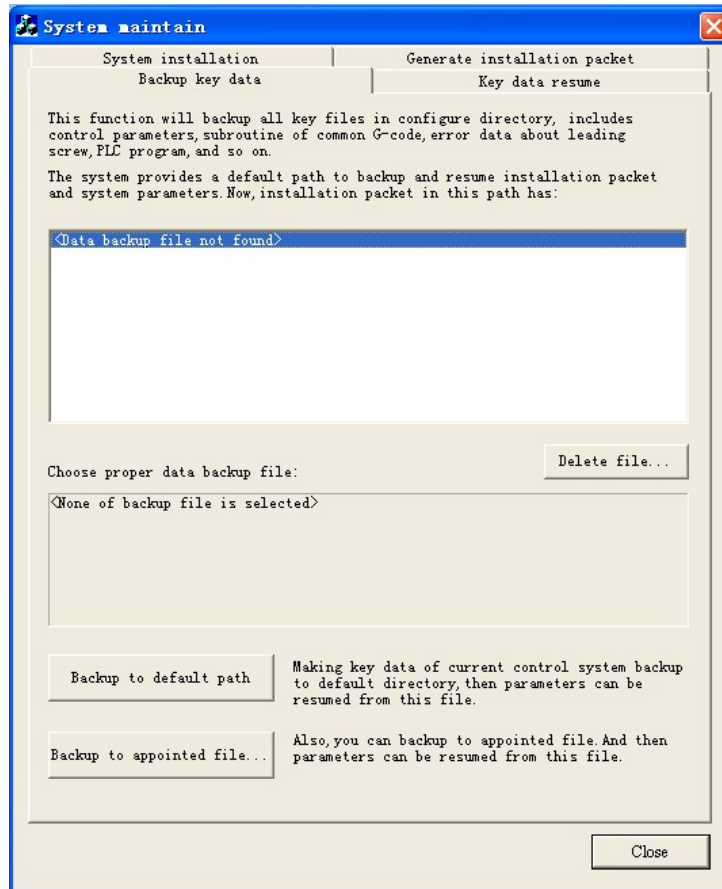 System maintain
System installation
Generate installation packet
Backup key data
Key data resume
This function will backup all key files in configure directory, includes
control parameters, subroutine of common G-code, error data about leading
screw, PLC program, and so on.
The system provides a default path to backup and resume installation packet
and system parameters. Now, installation packet in this path has:
<Data backup file not found>
Delete file...
Choose proper data backup file:
<None of backup file is selected>
Backup to default path
Making key data of current control system backup
to default directory, then parameters can be
resumed from this file.
Backup to appointed file...
Also, you can backup to appointed file. And then
parameters can be resumed from this file.
Close